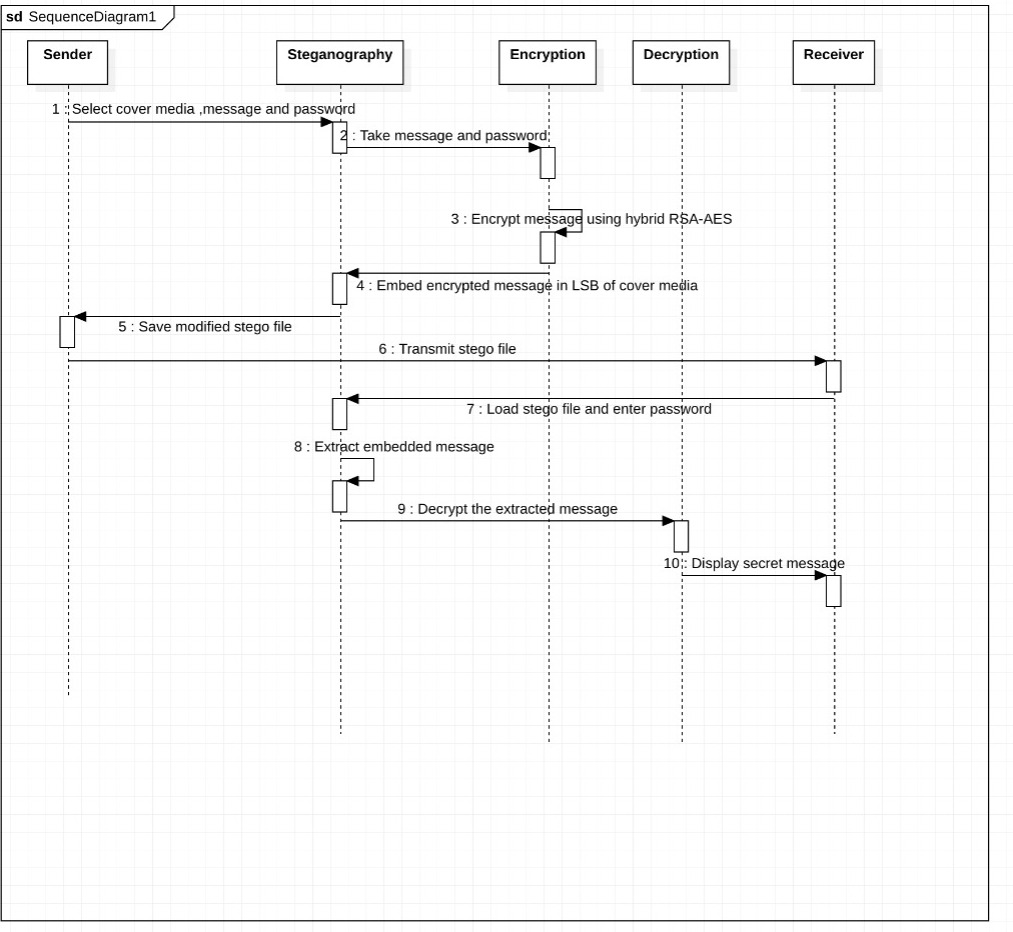 sd SequenceDiagram1
Sender
Steganography
Encryption
Decryption
Receiver
1 : Select cover media ,message and password
2 : Take message and password
3 : Encrypt message using hybrid RSA-AES
4 : Embed encrypted message in LSB of cover media
5 : Save modified stego file
6 : Transmit stego file
7 : Load stego file and enter password
8 : Extract embedded message
9 : Decrypt the extracted message
10 : Display secret message